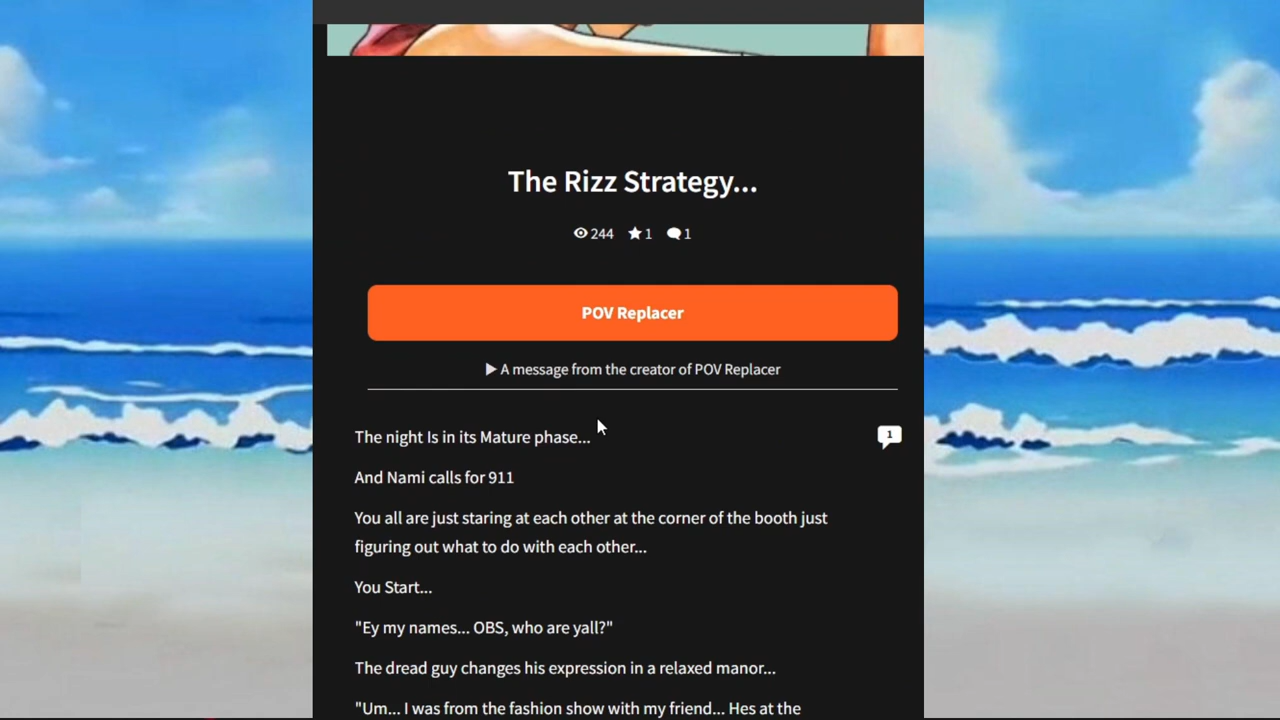 The Rizz Strategy...
244 1 1
POV Replacer
A message from the creator of POV Replacer
The night Is in its Mature phase...
1
And Nami calls for 911
You all are just staring at each other at the corner of the booth just
figuring out what to do with each other...
You Start...
"Ey my names... OBS, who are yall?"
The dread guy changes his expression in a relaxed manor...
"Um... I was from the fashion show with my friend... Hes at the